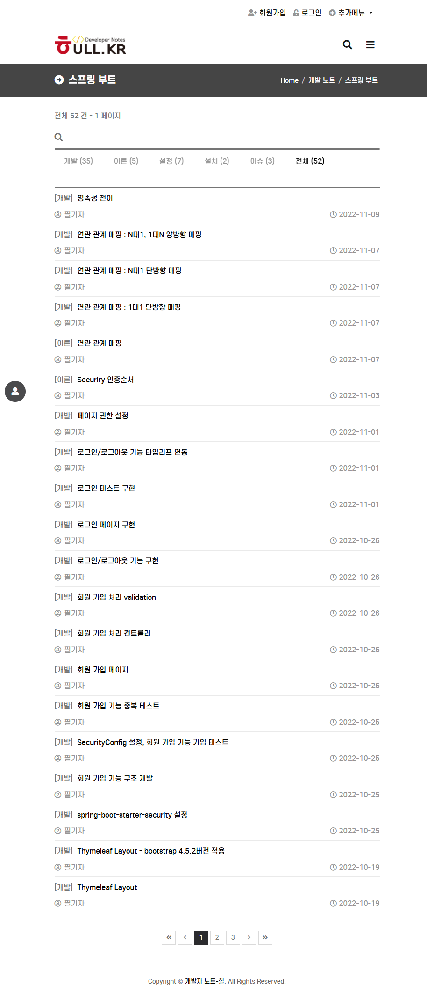 회원가입 로그인 추가메뉴
ㅎULL.KR </> Developer Notes
스프링 부트
Home / 개발 노트 / 스프링 부트
전체 52 건 - 1 페이지
개발 (35) 이론 (5) 설정 (7) 설치 (2) 이슈 (3) 전체 (52)
[개발] 영속성 전이
필기자 2022-11-09
[개발] 연관 관계 매핑 : N대1, 1대N 양방향 매핑
필기자 2022-11-07
[개발] 연관 관계 매핑 : N대1 단방향 매핑
필기자 2022-11-07
[개발] 연관 관계 매핑 : 1대1 단방향 매핑
필기자 2022-11-07
[이론] 연관 관계 매핑
필기자 2022-11-07
[이론] Securiry 인증순서
필기자 2022-11-03
[개발] 페이지 권한 설정
필기자 2022-11-01
[개발] 로그인/로그아웃 기능 타입리프 연동
필기자 2022-11-01
[개발] 로그인 테스트 구현
필기자 2022-11-01
[개발] 로그인 페이지 구현
필기자 2022-10-26
[개발] 로그인/로그아웃 기능 구현
필기자 2022-10-26
[개발] 회원 가입 처리 validation
필기자 2022-10-26
[개발] 회원 가입 처리 컨트롤러
필기자 2022-10-26
[개발] 회원 가입 페이지
필기자 2022-10-26
[개발] 회원 가입 기능 중복 테스트
필기자 2022-10-25
[개발] SecurityConfig 설정, 회원 가입 기능 가입 테스트
필기자 2022-10-25
[개발] 회원 가입 기능 구조 개발
필기자 2022-10-25
[개발] spring-boot-starter-security 설정
필기자 2022-10-25
[개발] Thymeleaf Layout - bootstrap 4.5.2버전 적용
필기자 2022-10-19
[개발] Thymeleaf Layout
필기자 2022-10-19
1 2 3
Copyright © 개발자 노트-헐. All Rights Reserved.